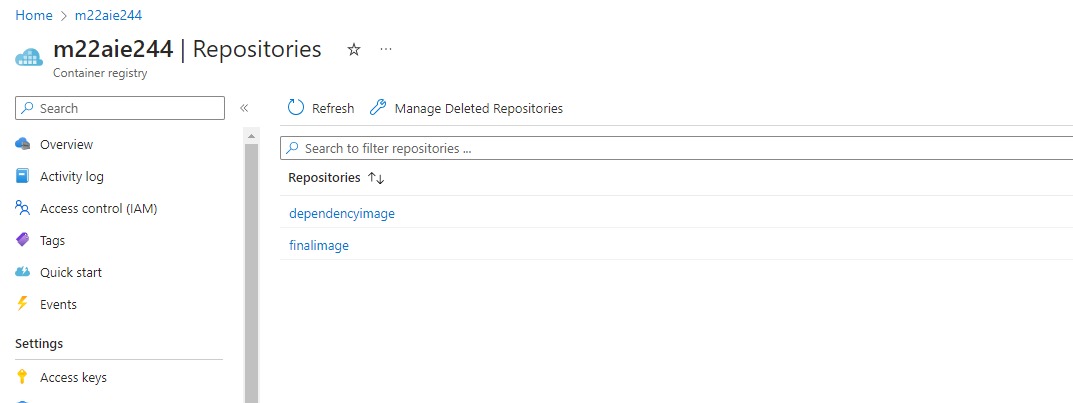 Home > m22aie244
m22aie244 | Repositories ☆ ...
Container registry
Search «
Overview
Activity log
Access control (IAM)
Tags
Quick start
Events
Settings
Access keys
Refresh Manage Deleted Repositories
Search to filter repositories ...
Repositories ↑↓
dependencyimage
finalimage